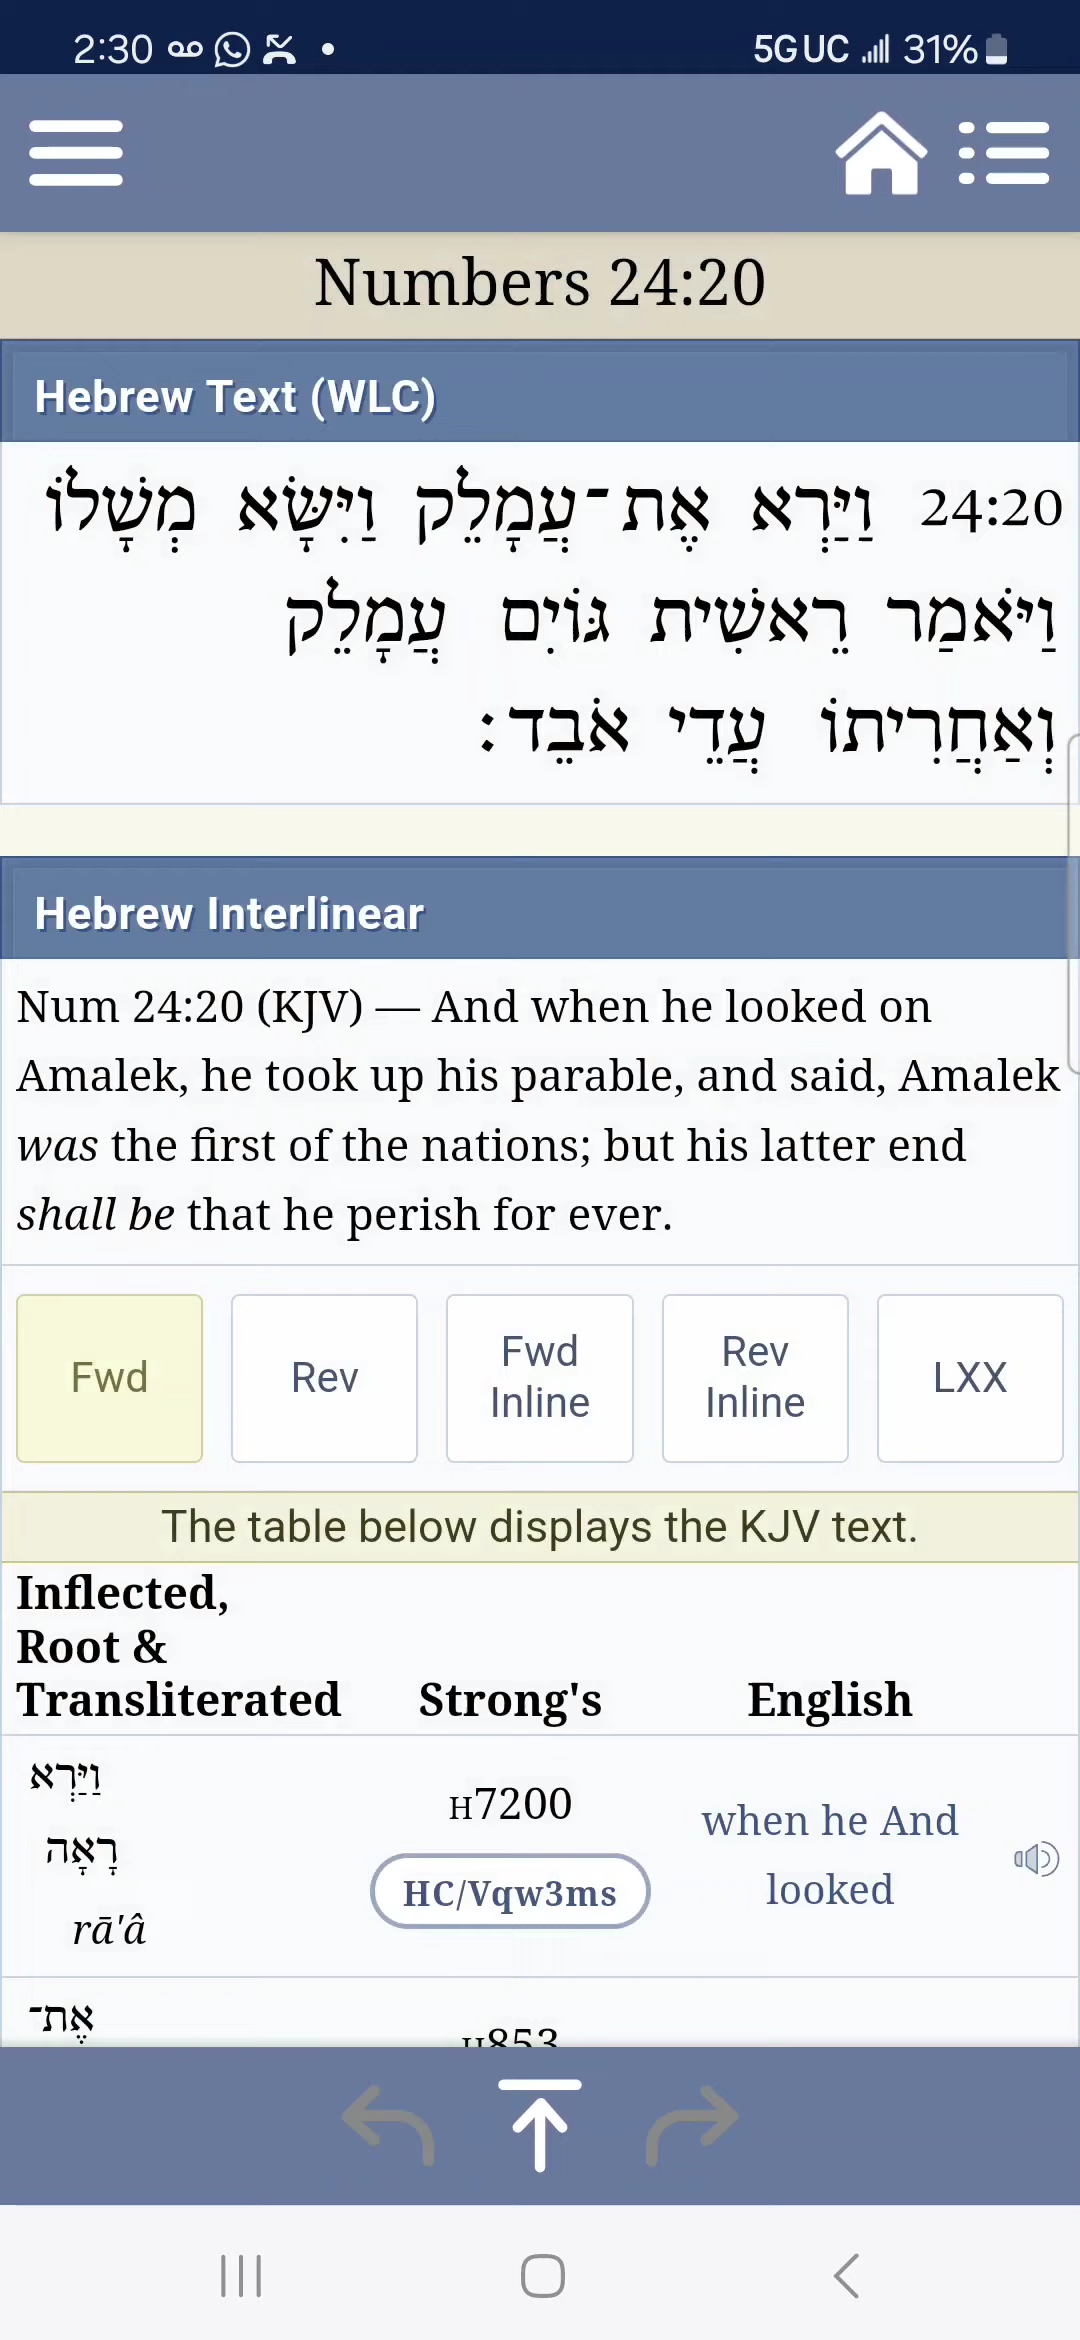 2:30
5G UC 31%
Numbers 24:20
Hebrew Text (WLC)
24:20 וַיַּרְא אֶת־עֲמָלֵק וַיִּשָּׂא מְשָׁלוֹ
וַיֹּאמַר רֵאשִׁית גּוֹיִם עֲמָלֵק
וְאַחֲרִיתוֹ עֲדֵי אֹבֵד׃
Hebrew Interlinear
Num 24:20 (KJV) — And when he looked on
Amalek, he took up his parable, and said, Amalek
was the first of the nations; but his latter end
shall be that he perish for ever.
Fwd
Rev
Fwd
Inline
Rev
Inline
LXX
The table below displays the KJV text.
Inflected,
Root &
Transliterated
Strong's
English
וַיַּרְא
רָאָה
rā'â
H7200
HC/Vqw3ms
when he And
looked
אֶת־
H853